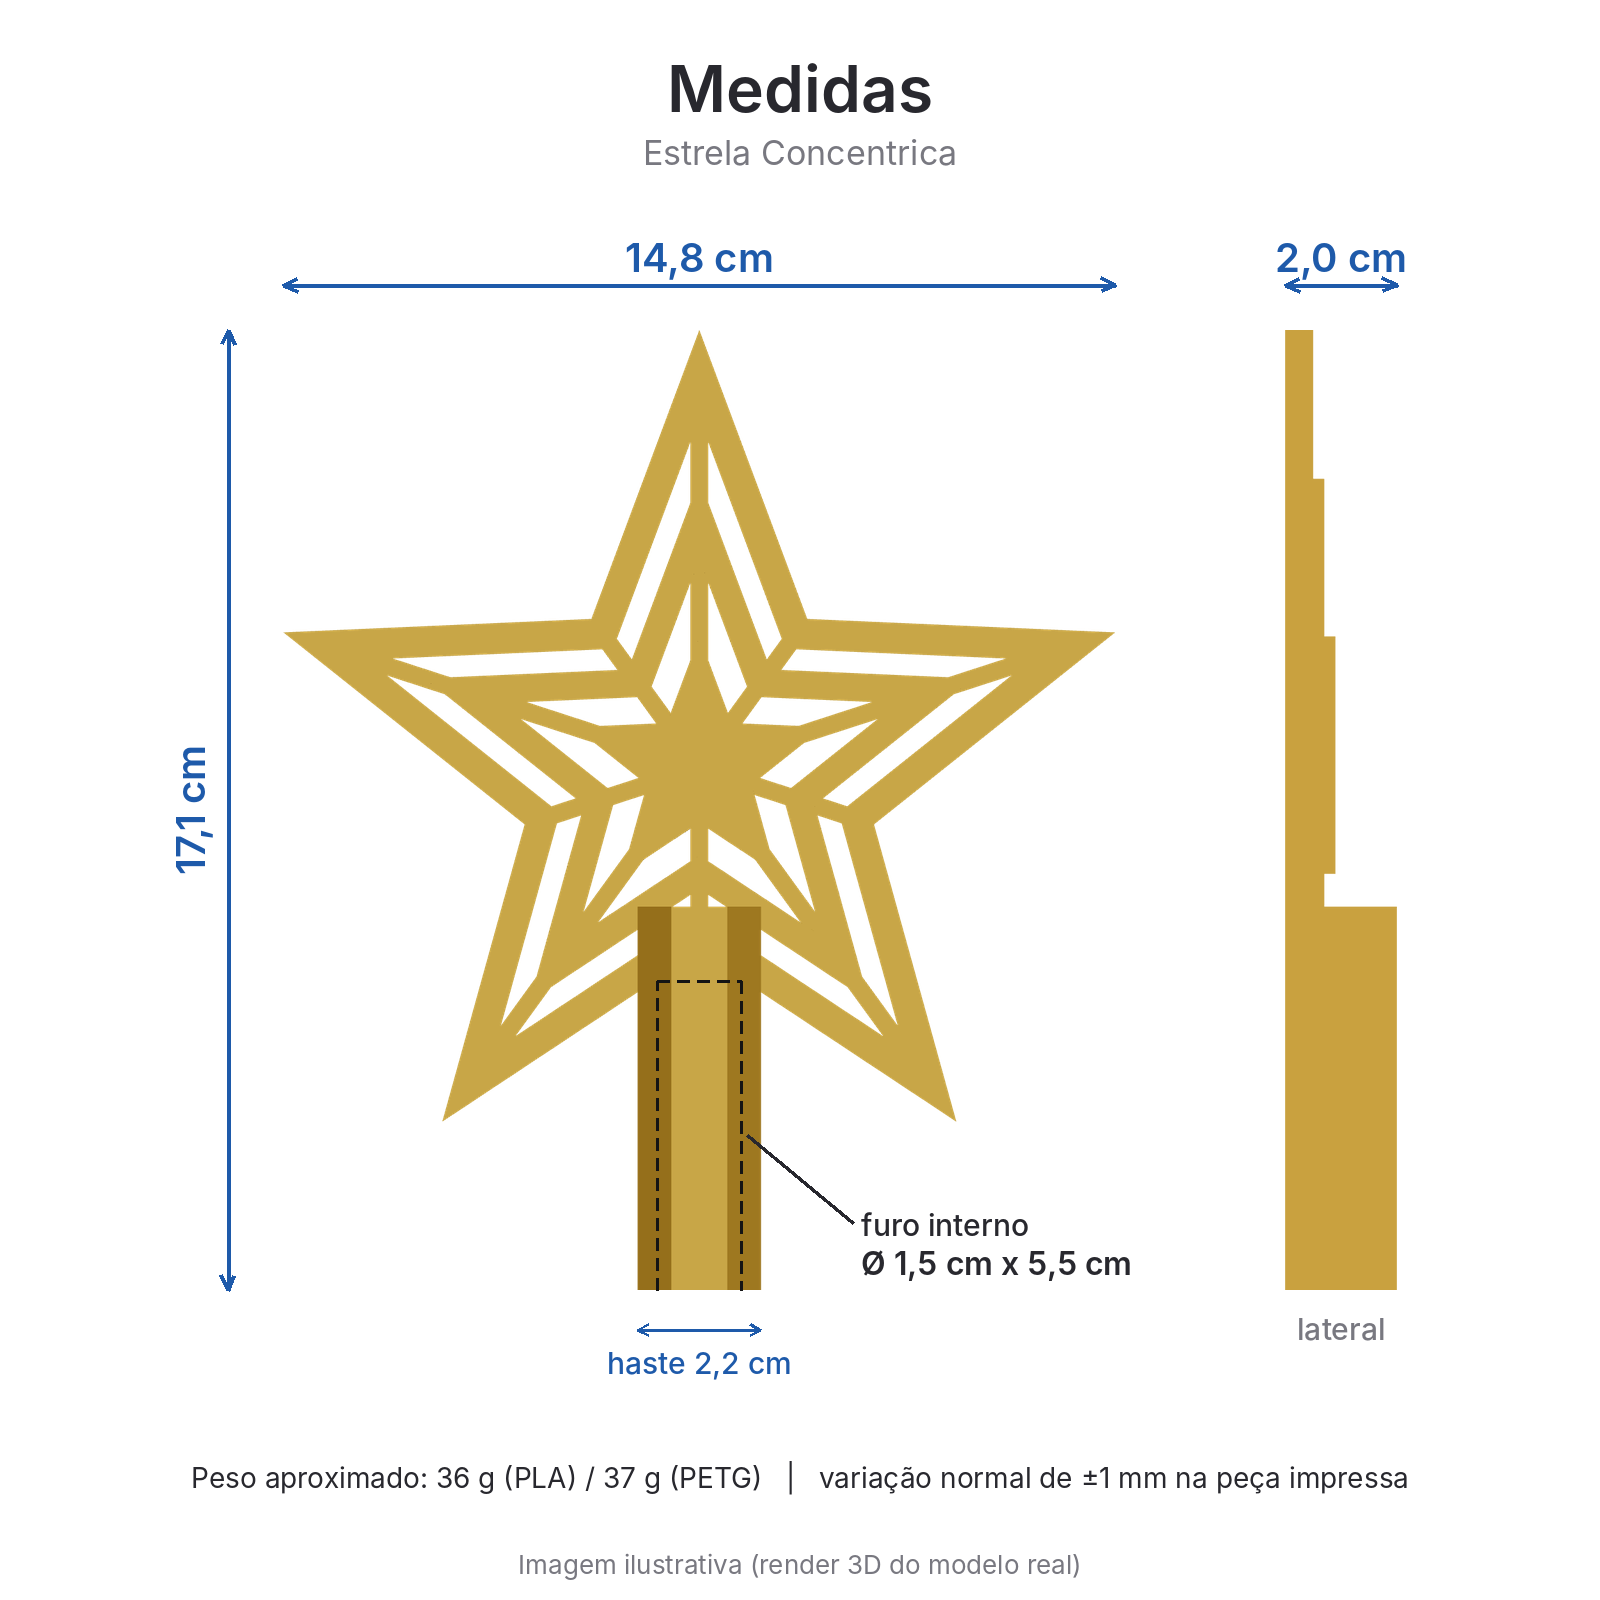 Medidas
Estrela Concentrica
14,8 cm
2,0 cm
17,1 cm
furo interno
Ø 1,5 cm x 5,5 cm
lateral
haste 2,2 cm
Peso aproximado: 36 g (PLA) / 37 g (PETG) | variação normal de ±1 mm na peça impressa
Imagem ilustrativa (render 3D do modelo real)